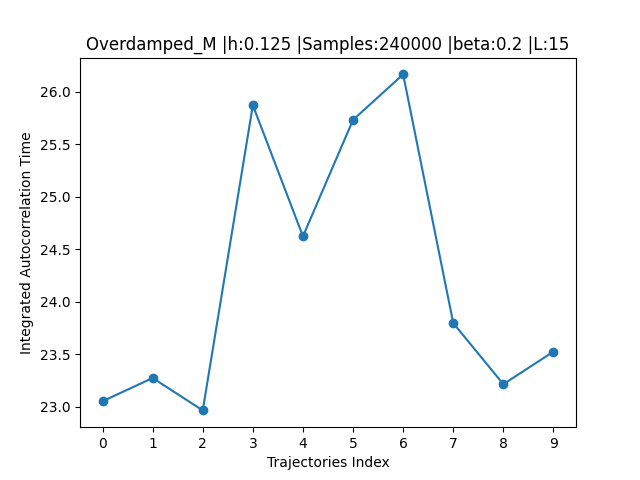 Overdamped_M |h:0.125 |Samples:240000 |beta:0.2 |L:15
Integrated Autocorrelation Time
26.0
25.5
25.0
24.5
24.0
23.5
23.0
0 1 2 3 4 5 6 7 8 9
Trajectories Index